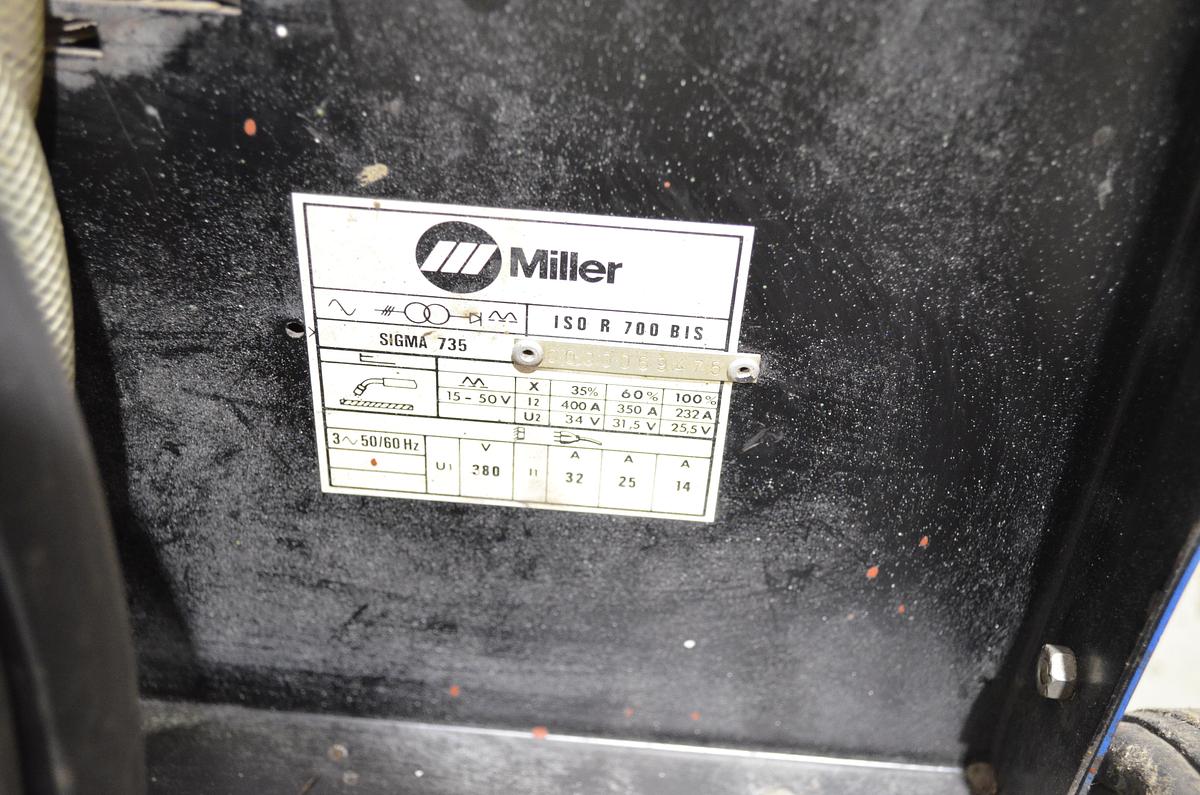 Miller
ISO R 700 BIS
SIGMA 735
X 35% 60% 100%
15 - 50 V I2 400 A 350 A 232 A
U2 34 V 31,5 V 25,5 V
3∿50/60 Hz
V A A A
U1 380 I1 32 25 14